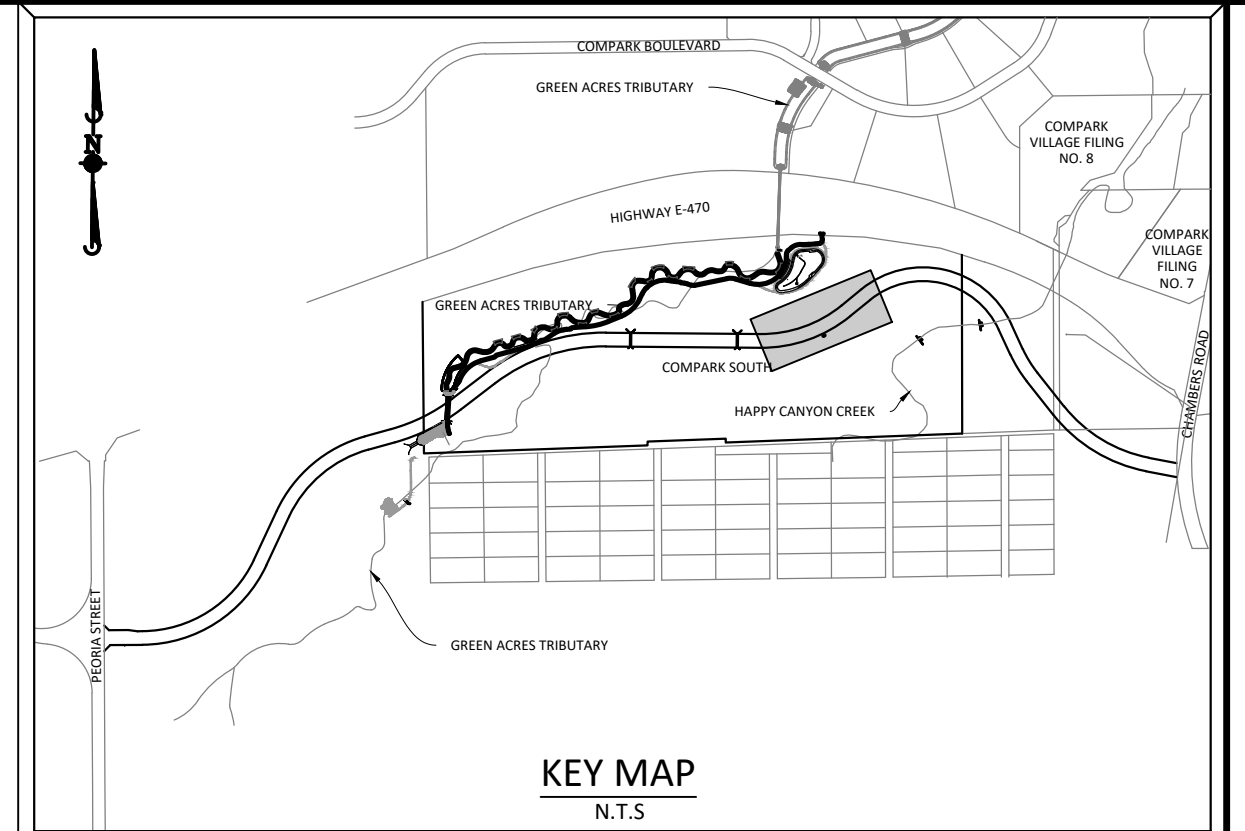 COMPARK BOULEVARD
GREEN ACRES TRIBUTARY
COMPARK
VILLAGE FILING
NO. 8
N
HIGHWAY E-470
COMPARK
VILLAGE
FILING
NO. 7
GREEN ACRES TRIBUTARY
COMPARK SOUTH
CHAMBERS ROAD
HAPPY CANYON CREEK
PEORIA STREET
GREEN ACRES TRIBUTARY
KEY MAP
N.T.S